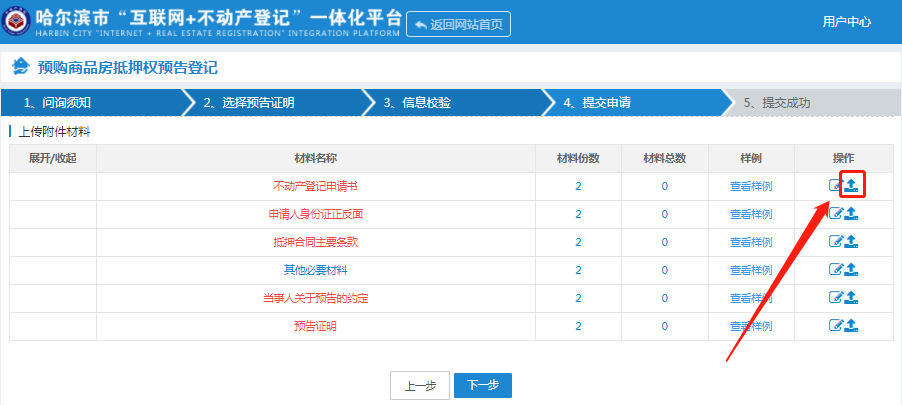 哈尔滨市“互联网+不动产登记”一体化平台
HARBIN CITY "INTERNET + REAL ESTATE REGISTRATION" INTEGRATION PLATFORM
返回网站首页
用户中心
预购商品房抵押权预告登记
1、问询须知 2、选择预告证明 3、信息校验 4、提交申请 5、提交成功
上传附件材料
展开/收起 材料名称 材料份数 材料总数 样例 操作
不动产登记申请书 2 0 查看样例
申请人身份证正反面 2 0 查看样例
抵押合同主要条款 2 0 查看样例
其他必要材料 2 0 查看样例
当事人关于预告的约定 2 0 查看样例
预告证明 2 0 查看样例
上一步 下一步